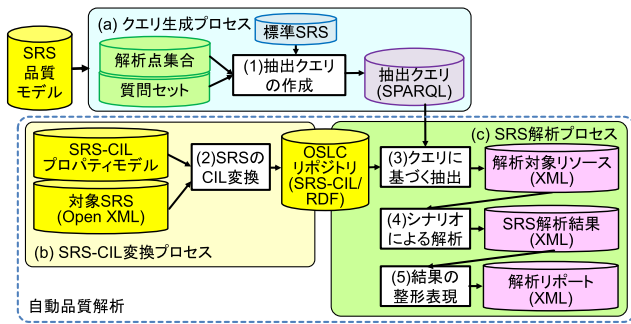 (a) クエリ生成プロセス
SRS
品質
モデル
解析点集合
質問セット
標準SRS
(1)抽出クエリ
の作成
抽出クエリ
(SPARQL)
SRS-CIL
プロパティモデル
対象SRS
(Open XML)
(2)SRSの
CIL変換
OSLC
リポジトリ
(SRS-CIL/
RDF)
(b) SRS-CIL変換プロセス
(c) SRS解析プロセス
(3)クエリに
基づく抽出
解析対象リソース
(XML)
(4)シナリオ
による解析
SRS解析結果
(XML)
(5)結果の
整形表現
解析リポート
(XML)
自動品質解析